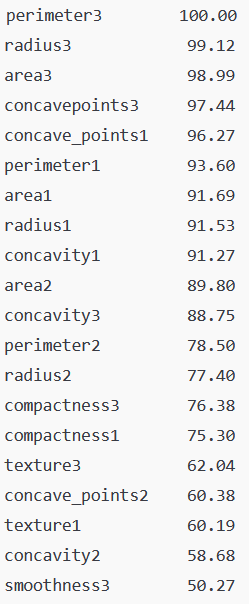 perimeter3 100.00
radius3 99.12
area3 98.99
concavepoints3 97.44
concave_points1 96.27
perimeter1 93.60
area1 91.69
radius1 91.53
concavity1 91.27
area2 89.80
concavity3 88.75
perimeter2 78.50
radius2 77.40
compactness3 76.38
compactness1 75.30
texture3 62.04
concave_points2 60.38
texture1 60.19
concavity2 58.68
smoothness3 50.27